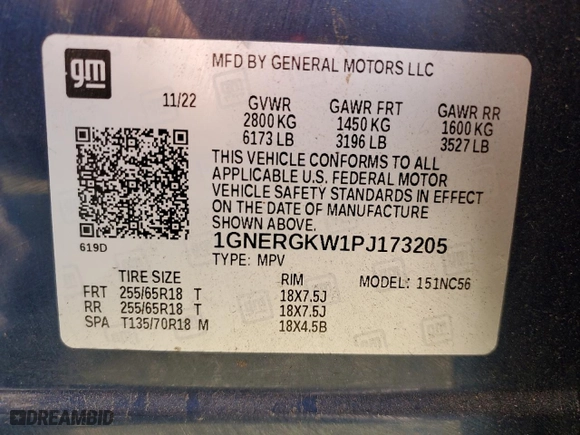 gm
MFD BY GENERAL MOTORS LLC
11/22
GVWR GAWR FRT GAWR RR
2800 KG 1450 KG 1600 KG
6173 LB 3196 LB 3527 LB
THIS VEHICLE CONFORMS TO ALL
APPLICABLE U.S. FEDERAL MOTOR
VEHICLE SAFETY STANDARDS IN EFFECT
ON THE DATE OF MANUFACTURE
SHOWN ABOVE.
1GNERGKW1PJ173205
619D
TYPE: MPV MODEL: 151NC56
TIRE SIZE RIM
FRT 255/65R18 T 18X7.5J
RR 255/65R18 T 18X7.5J
SPA T135/70R18 M 18X4.5B
DREAMBID